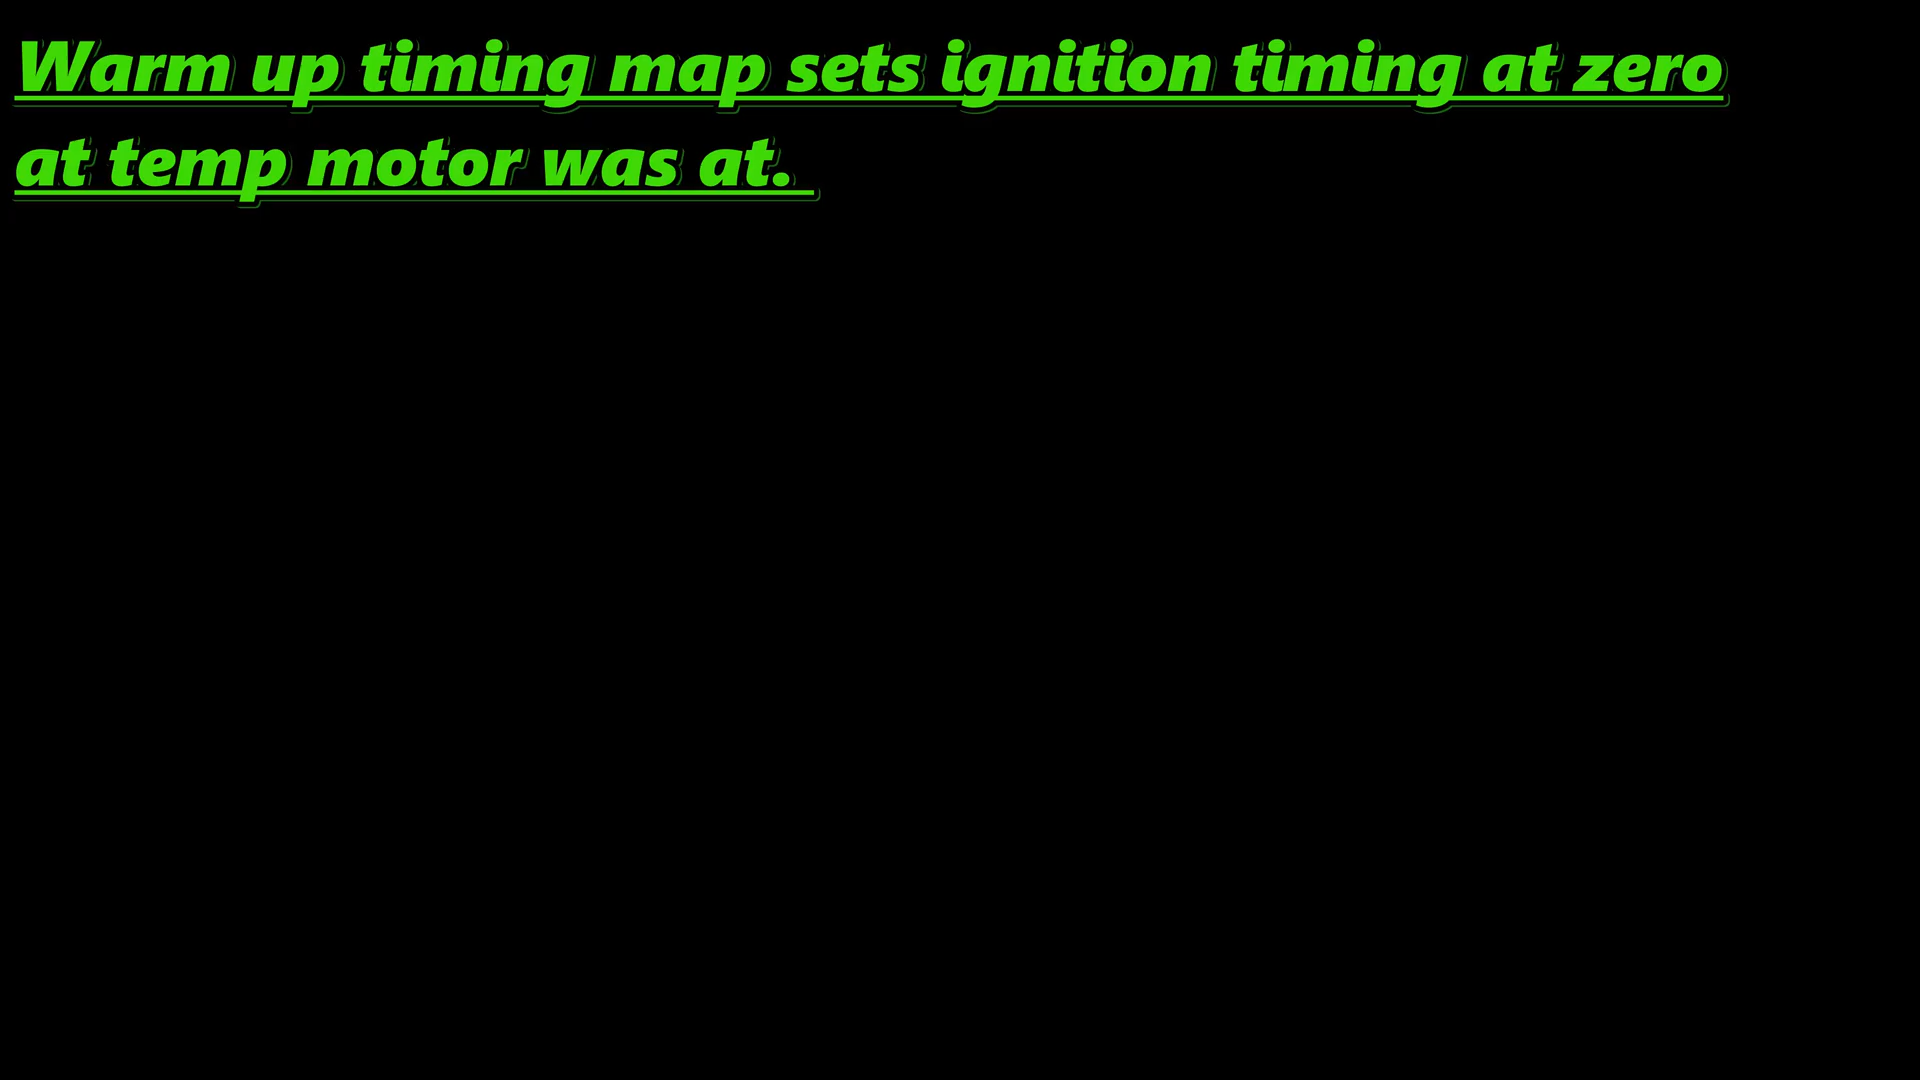 Warm up timing map sets ignition timing at zero
at temp motor was at.